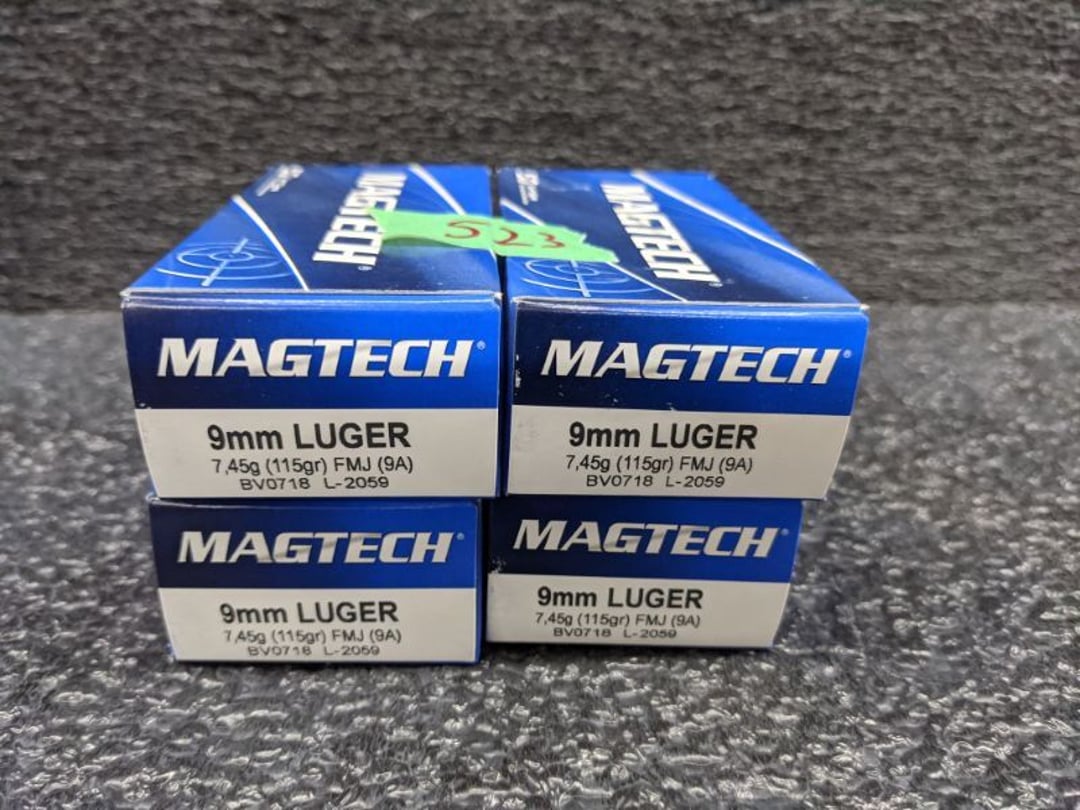 MAGTECH®
MAGTECH®
523
MAGTECH®
9mm LUGER
7,45g (115gr) FMJ (9A)
BV0718 L-2059
MAGTECH®
9mm LUGER
7,45g (115gr) FMJ (9A)
BV0718 L-2059
MAGTECH®
9mm LUGER
7,45g (115gr) FMJ (9A)
BV0718 L-2059
MAGTECH®
9mm LUGER
7,45g (115gr) FMJ (9A)
BV0718 L-2059